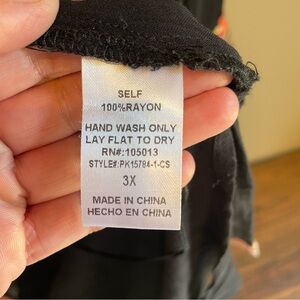 SELF
100%RAYON
HAND WASH ONLY
LAY FLAT TO DRY
RN#:105013
STYLE#:PK15784-1-CS
3X
MADE IN CHINA
HECHO EN CHINA